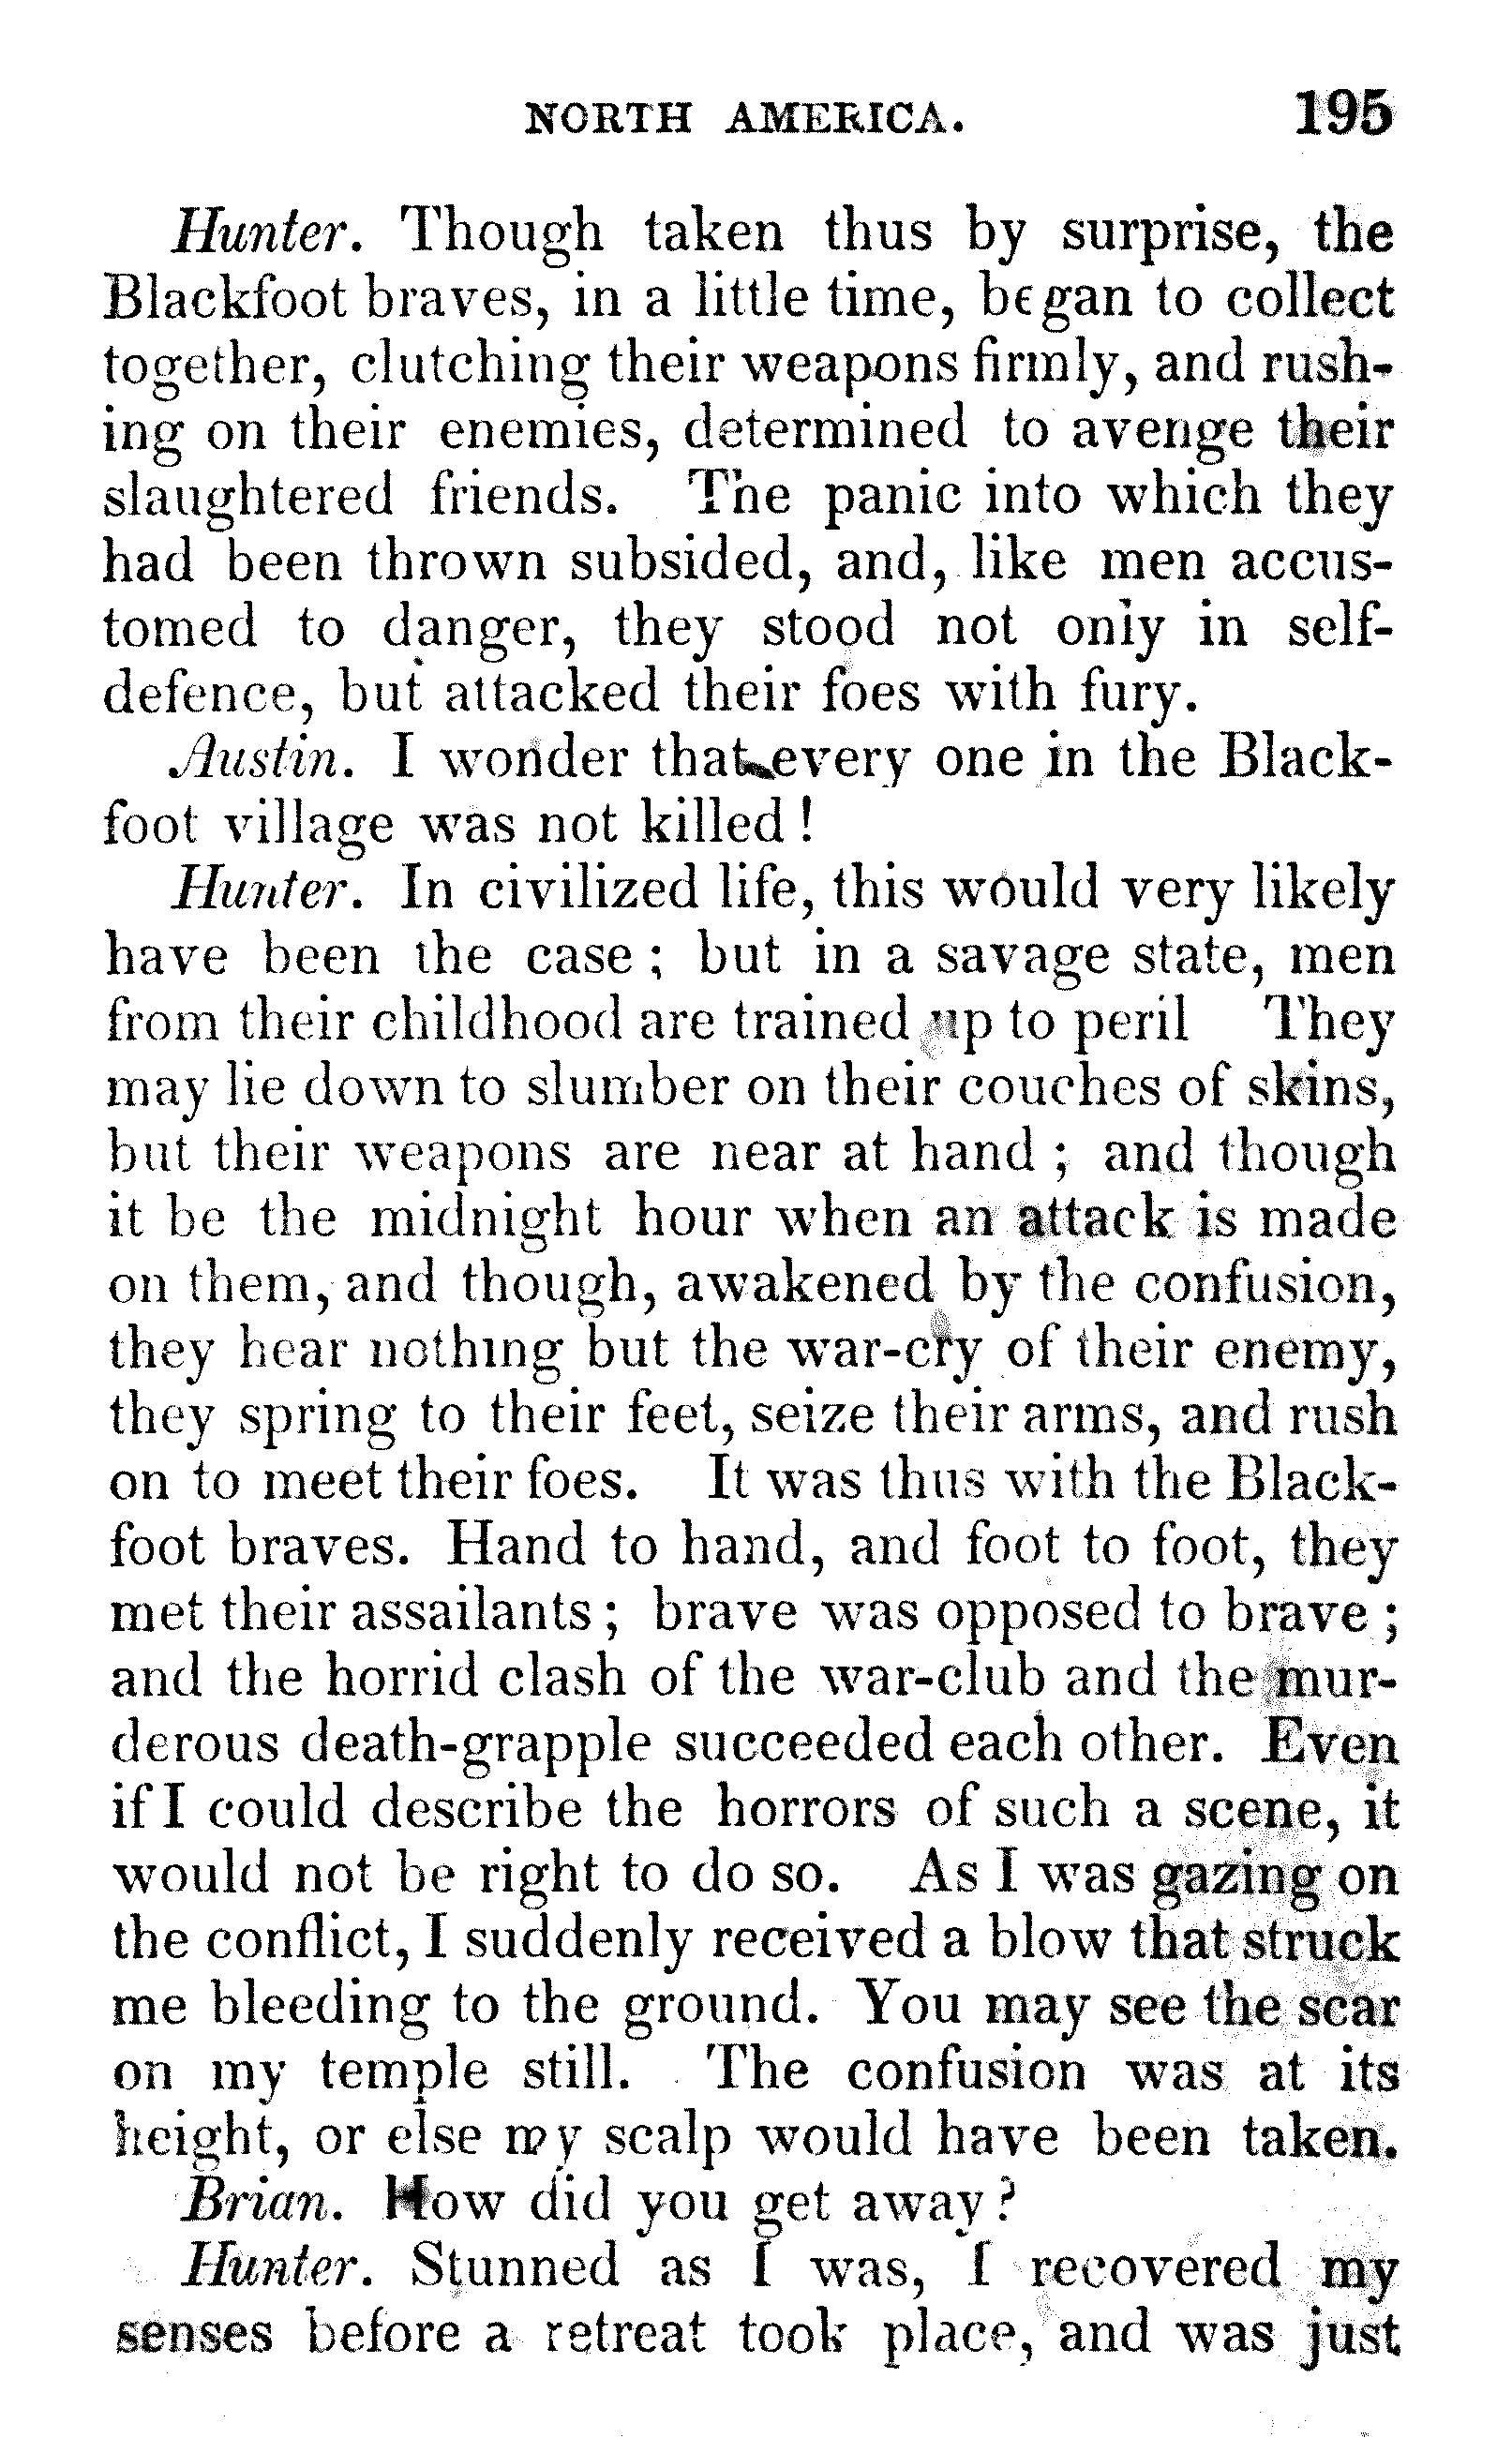 NORTH AMERICA. 195
Hunter. Though taken thus by surprise, the
Blackfoot braves, in a little time, began to collect
together, clutching their weapons firmly, and rush-
ing on their enemies, determined to avenge their
slaughtered friends. The panic into which they
had been thrown subsided, and, like men accus-
tomed to danger, they stood not only in self-
defence, but attacked their foes with fury.
Austin. I wonder that every one in the Black-
foot village was not killed!
Hunter. In civilized life, this would very likely
have been the case; but in a savage state, men
from their childhood are trained up to peril They
may lie down to slumber on their couches of skins,
but their weapons are near at hand; and though
it be the midnight hour when an attack is made
on them, and though, awakened by the confusion,
they hear nothing but the war-cry of their enemy,
they spring to their feet, seize their arms, and rush
on to meet their foes. It was thus with the Black-
foot braves. Hand to hand, and foot to foot, they
met their assailants; brave was opposed to brave;
and the horrid clash of the war-club and the mur-
derous death-grapple succeeded each other. Even
if I could describe the horrors of such a scene, it
would not be right to do so. As I was gazing on
the conflict, I suddenly received a blow that struck
me bleeding to the ground. You may see the scar
on my temple still. The confusion was at its
height, or else my scalp would have been taken.
Brian. How did you get away?
Hunter. Stunned as I was, I recovered my
senses before a retreat took place, and was just